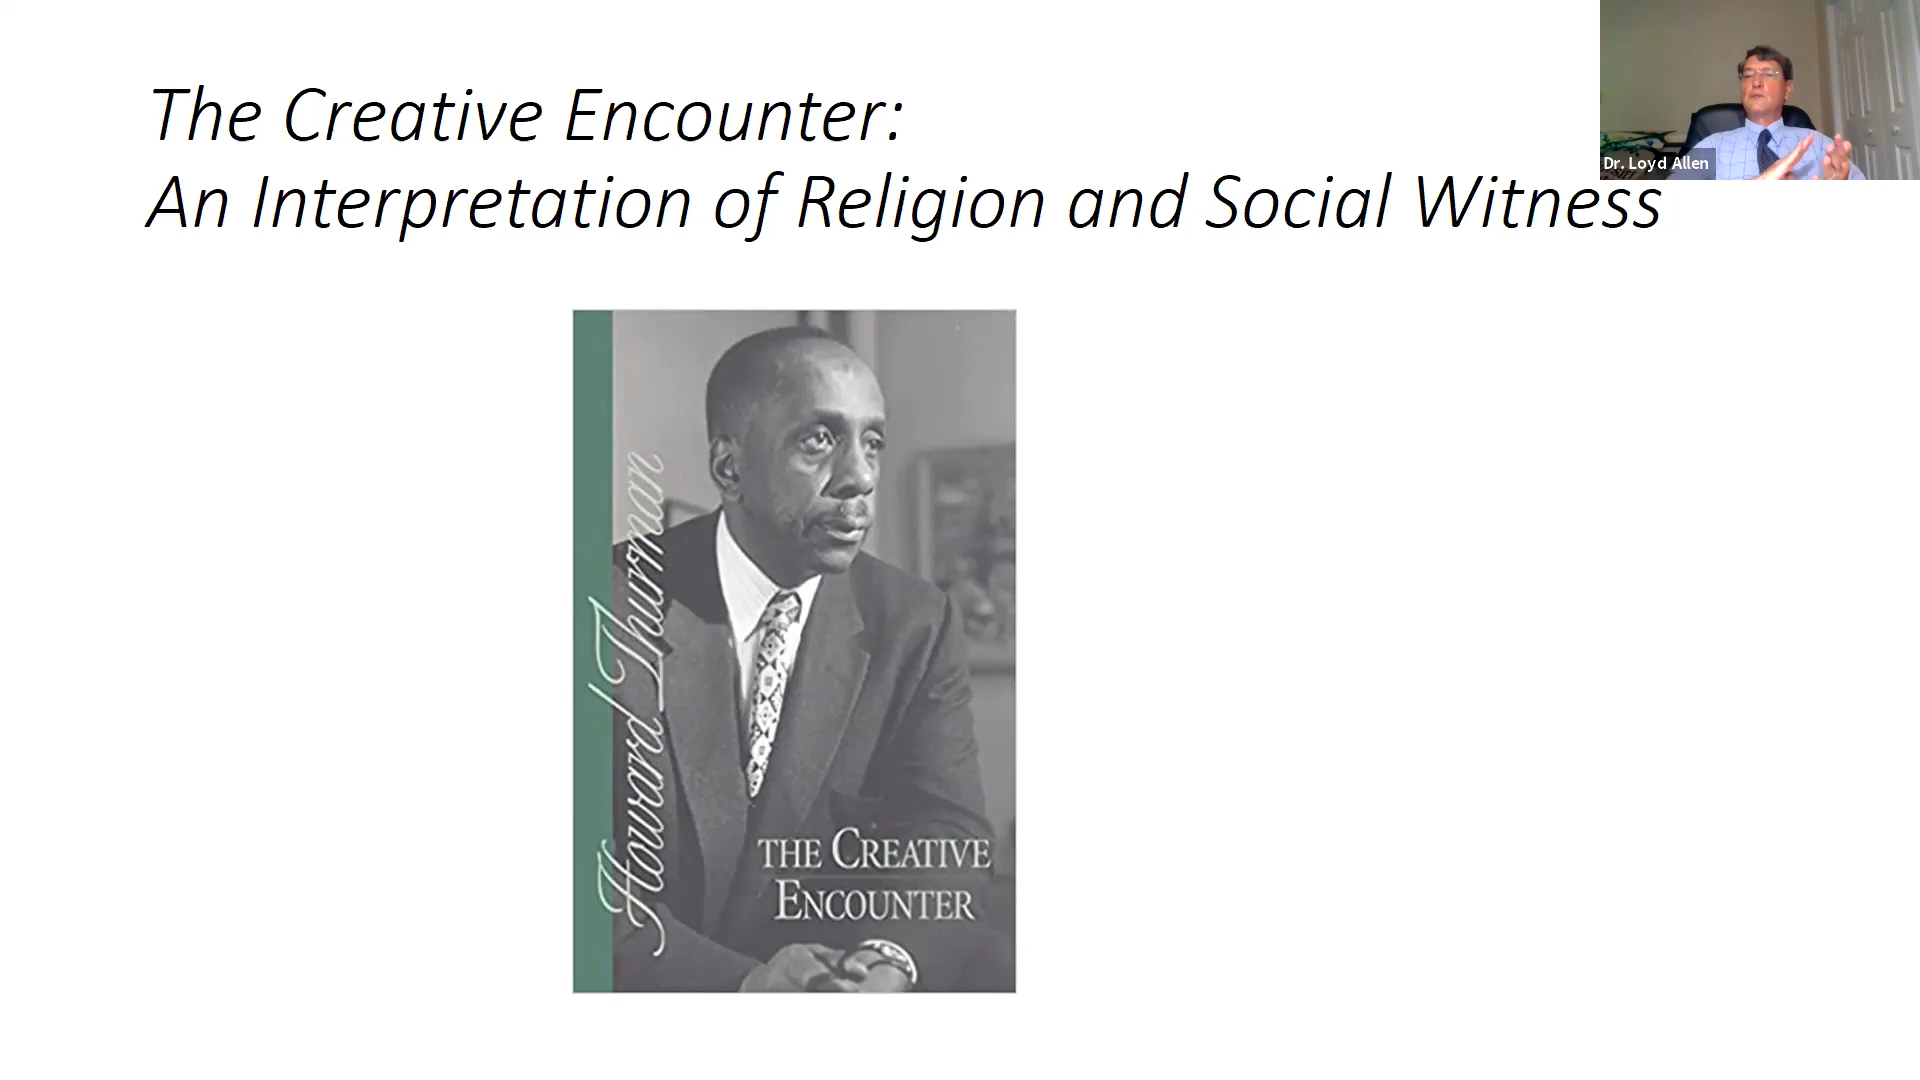 The Creative Encounter:
An Interpretation of Religion and Social Witness
Dr. Loyd Allen
Howard Thurman
THE CREATIVE
ENCOUNTER